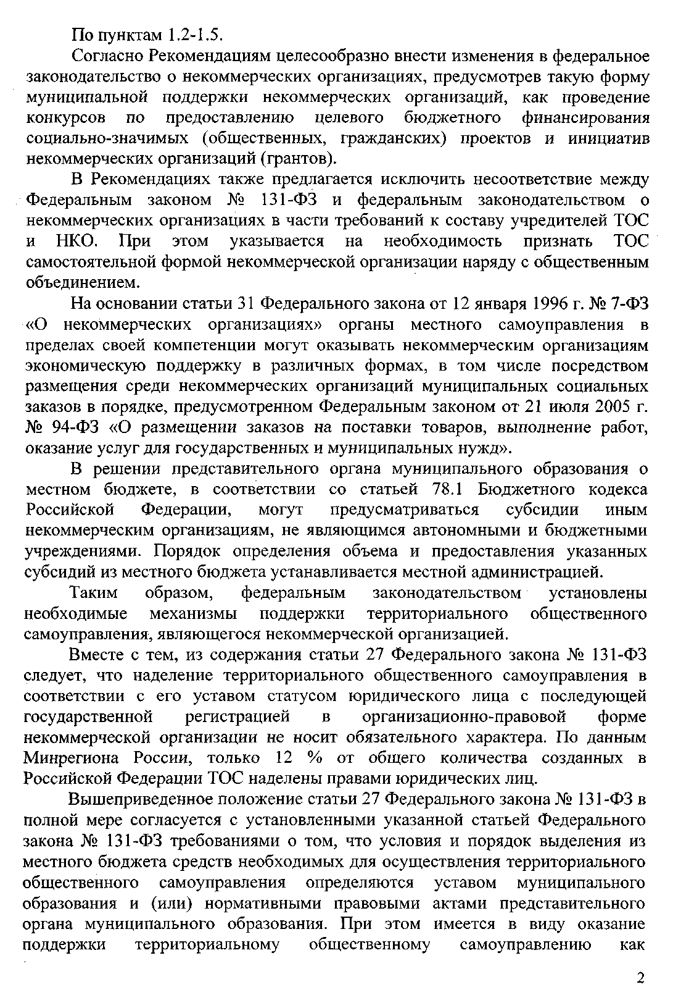 По пунктам 1.2-1.5.
Согласно Рекомендациям целесообразно внести изменения в федеральное
законодательство о некоммерческих организациях, предусмотрев такую форму
муниципальной поддержки некоммерческих организаций, как проведение
конкурсов по предоставлению целевого бюджетного финансирования
социально-значимых (общественных, гражданских) проектов и инициатив
некоммерческих организаций (грантов).
В Рекомендациях также предлагается исключить несоответствие между
Федеральным законом № 131-ФЗ и федеральным законодательством о
некоммерческих организациях в части требований к составу учредителей ТОС
и НКО. При этом указывается на необходимость признать ТОС
самостоятельной формой некоммерческой организации наряду с общественным
объединением.
На основании статьи 31 Федерального закона от 12 января 1996 г. № 7-ФЗ
«О некоммерческих организациях» органы местного самоуправления в
пределах своей компетенции могут оказывать некоммерческим организациям
экономическую поддержку в различных формах, в том числе посредством
размещения среди некоммерческих организаций муниципальных социальных
заказов в порядке, предусмотренном Федеральным законом от 21 июля 2005 г.
№ 94-ФЗ «О размещении заказов на поставки товаров, выполнение работ,
оказание услуг для государственных и муниципальных нужд».
В решении представительного органа муниципального образования о
местном бюджете, в соответствии со статьей 78.1 Бюджетного кодекса
Российской Федерации, могут предусматриваться субсидии иным
некоммерческим организациям, не являющимся автономными и бюджетными
учреждениями. Порядок определения объема и предоставления указанных
субсидий из местного бюджета устанавливается местной администрацией.
Таким образом, федеральным законодательством установлены
необходимые механизмы поддержки территориального общественного
самоуправления, являющегося некоммерческой организацией.
Вместе с тем, из содержания статьи 27 Федерального закона № 131-ФЗ
следует, что наделение территориального общественного самоуправления в
соответствии с его уставом статусом юридического лица с последующей
государственной регистрацией в организационно-правовой форме
некоммерческой организации не носит обязательного характера. По данным
Минрегиона России, только 12 % от общего количества созданных в
Российской Федерации ТОС наделены правами юридических лиц.
Вышеприведенное положение статьи 27 Федерального закона № 131-ФЗ в
полной мере согласуется с установленными указанной статьей Федерального
закона № 131-ФЗ требованиями о том, что условия и порядок выделения из
местного бюджета средств необходимых для осуществления территориального
общественного самоуправления определяются уставом муниципального
образования и (или) нормативными правовыми актами представительного
органа муниципального образования. При этом имеется в виду оказание
поддержки территориальному общественному самоуправлению как
2